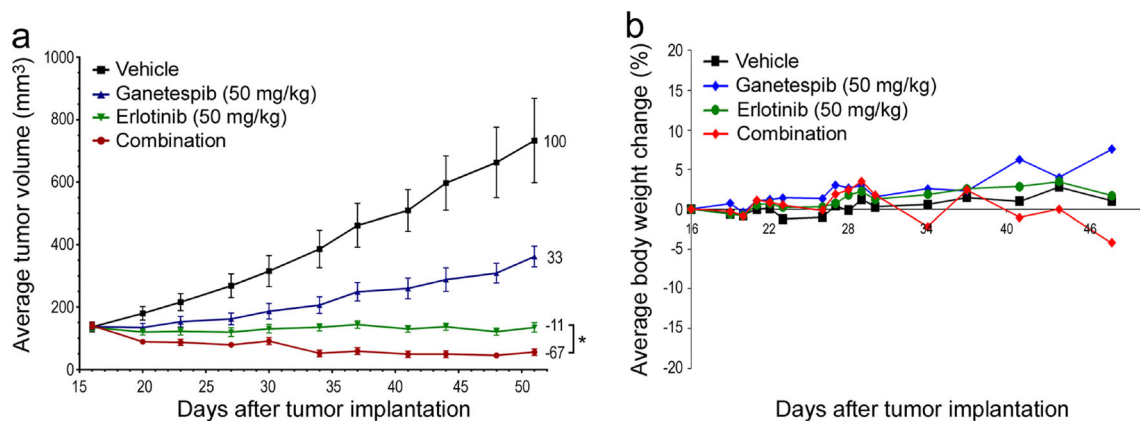 a
Average tumor volume (mm³)
1000
800
600
400
200
0
15
20
25
30
35
40
45
50
Days after tumor implantation
Vehicle
Ganetespib (50 mg/kg)
Erlotinib (50 mg/kg)
Combination
100
33
-11
-67
*
b
Average body weight change (%)
20
15
10
5
0
-5
-10
-15
-20
16
22
28
34
40
46
Days after tumor implantation
Vehicle
Ganetespib (50 mg/kg)
Erlotinib (50 mg/kg)
Combination